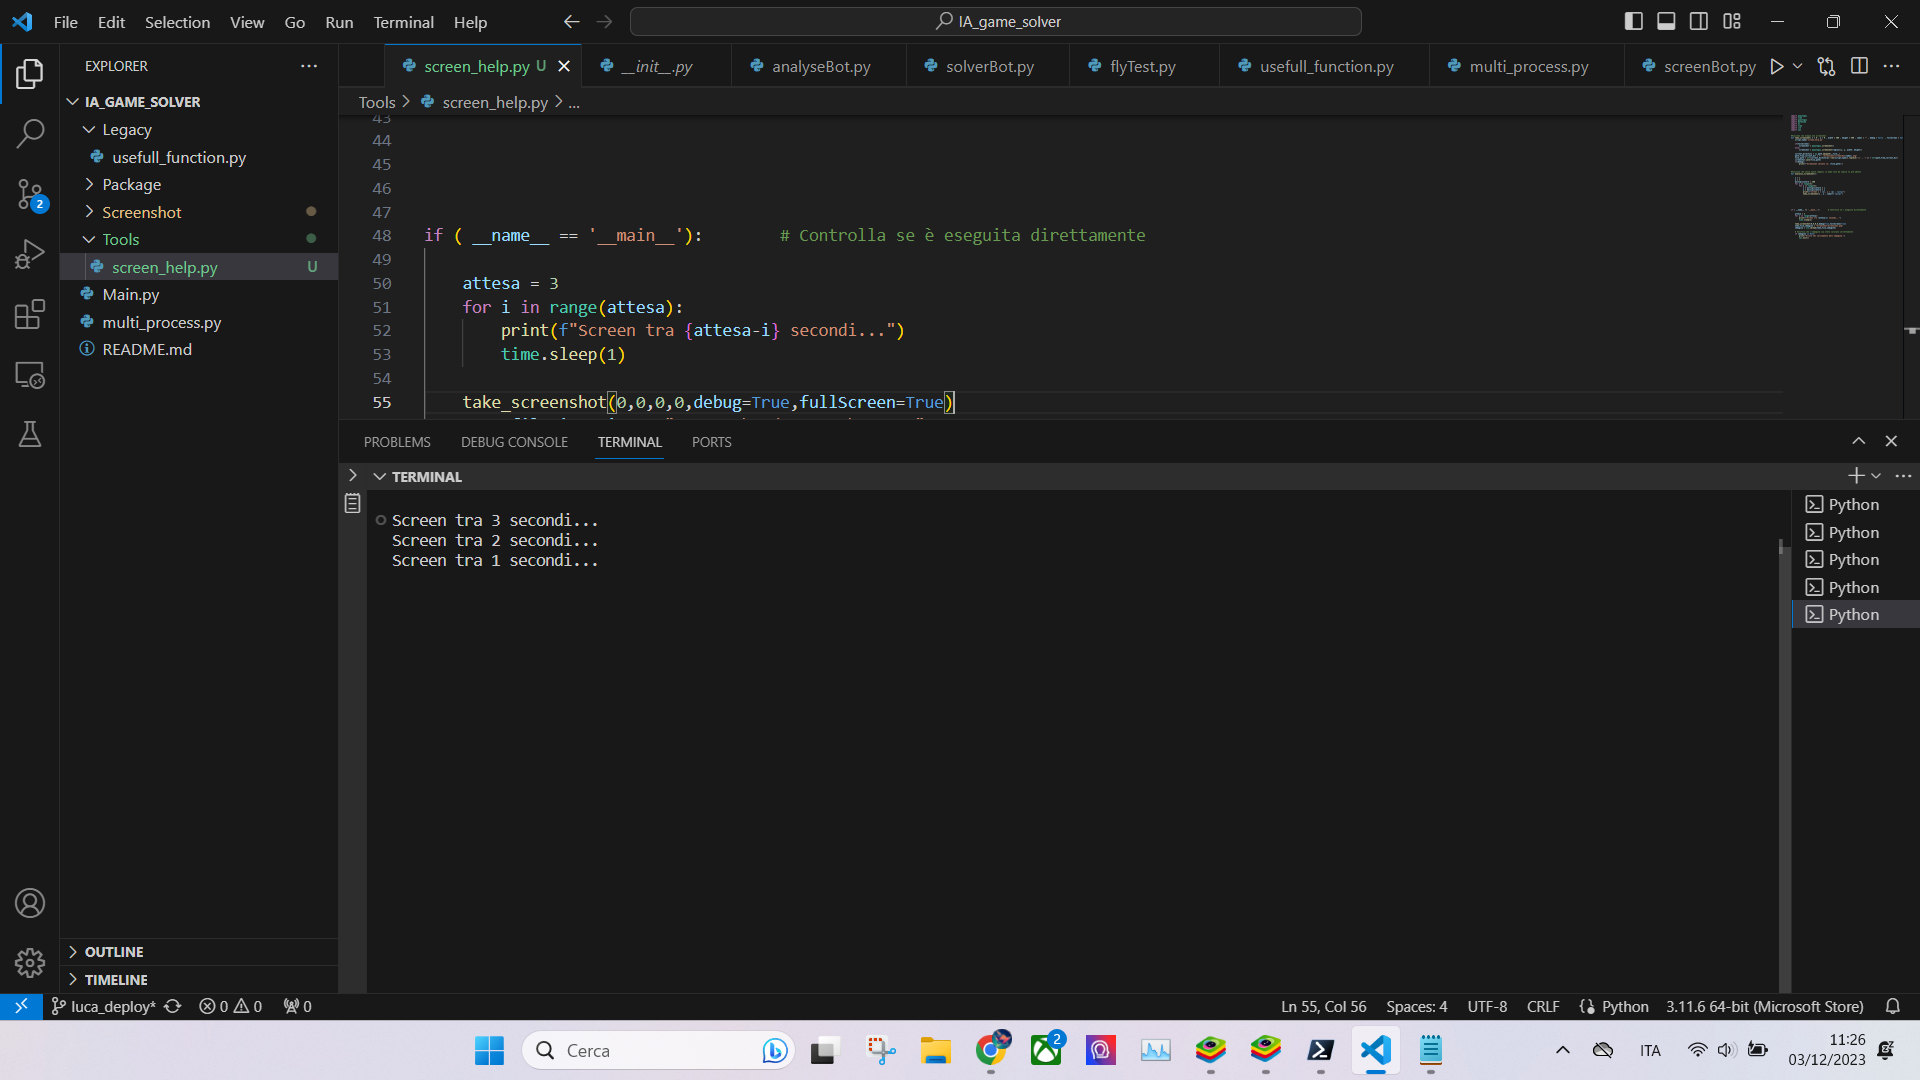 File Edit Selection View Go Run Terminal Help
IA_game_solver
EXPLORER
IA_GAME_SOLVER
Legacy
usefull_function.py
Package
Screenshot
Tools
screen_help.py U
Main.py
multi_process.py
README.md
OUTLINE
TIMELINE
2
screen_help.py U __init__.py analyseBot.py solverBot.py flyTest.py usefull_function.py multi_process.py screenBot.py
Tools screen_help.py ...
43
44
45
46
47
48 if ( __name__ == '__main__'): # Controlla se è eseguita direttamente
49
50 attesa = 3
51 for i in range(attesa):
52 print(f"Screen tra {attesa-i} secondi...")
53 time.sleep(1)
54
55 take_screenshot(0,0,0,0,debug=True,fullScreen=True)
PROBLEMS DEBUG CONSOLE TERMINAL PORTS
TERMINAL
Screen tra 3 secondi...
Screen tra 2 secondi...
Screen tra 1 secondi...
Python
Python
Python
Python
Python
luca_deploy* 0 0 0 Ln 55, Col 56 Spaces: 4 UTF-8 CRLF Python 3.11.6 64-bit (Microsoft Store)
Cerca
2
ITA
11:26
03/12/2023